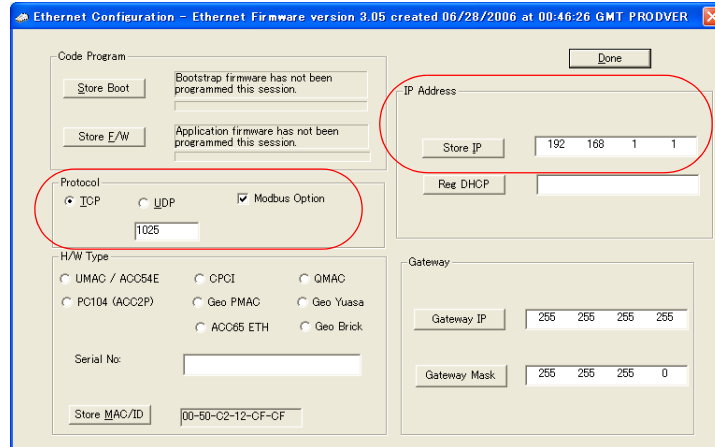 Ethernet Configuration - Ethernet Firmware version 3.05 created 06/28/2006 at 00:46:26 GMT PRODVER
Code Program
Store Boot
Bootstrap firmware has not been
programmed this session.
Store F/W
Application firmware has not been
programmed this session.
Done
IP Address
Store IP
192 168 1 1
Reg DHCP
Protocol
TCP
UDP
Modbus Option
1025
H/W Type
UMAC / ACC54E
CPCI
QMAC
PC104 (ACC2P)
Geo PMAC
Geo Yuasa
ACC65 ETH
Geo Brick
Serial No:
Store MAC/ID
00-50-C2-12-CF-CF
Gateway
Gateway IP
255 255 255 255
Gateway Mask
255 255 255 0